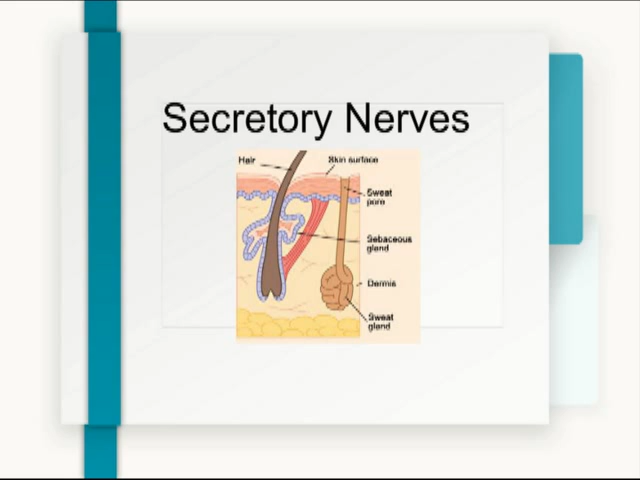 Secretory Nerves
Hair
Skin surface
Sweat
pore
Sebaceous
gland
Dermis
Sweat
gland